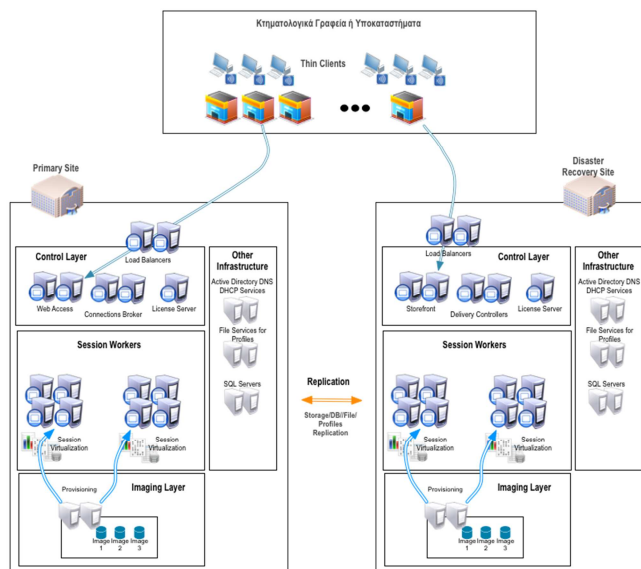 Κτηματολογικά Γραφεία ή Υποκαταστήματα
Thin Clients
Primary Site
Disaster
Recovery Site
Load Balancers
Control Layer
Web Access
Connections Broker
License Server
Other
Infrastructure
Active Directory DNS
DHCP Services
File Services for
Profiles
SQL Servers
Session Workers
Session
Virtualization
Session
Virtualization
Provisioning
Imaging Layer
Image
1
Image
2
Image
3
Replication
Storage/DB//File/
Profiles
Replication
Load Balancers
Control Layer
Storefront
Delivery Controllers
License Server
Other
Infrastructure
Active Directory DNS
DHCP Services
File Services for
Profiles
SQL Servers
Session Workers
Session
Virtualization
Session
Virtualization
Provisioning
Imaging Layer
Image
1
Image
2
Image
3